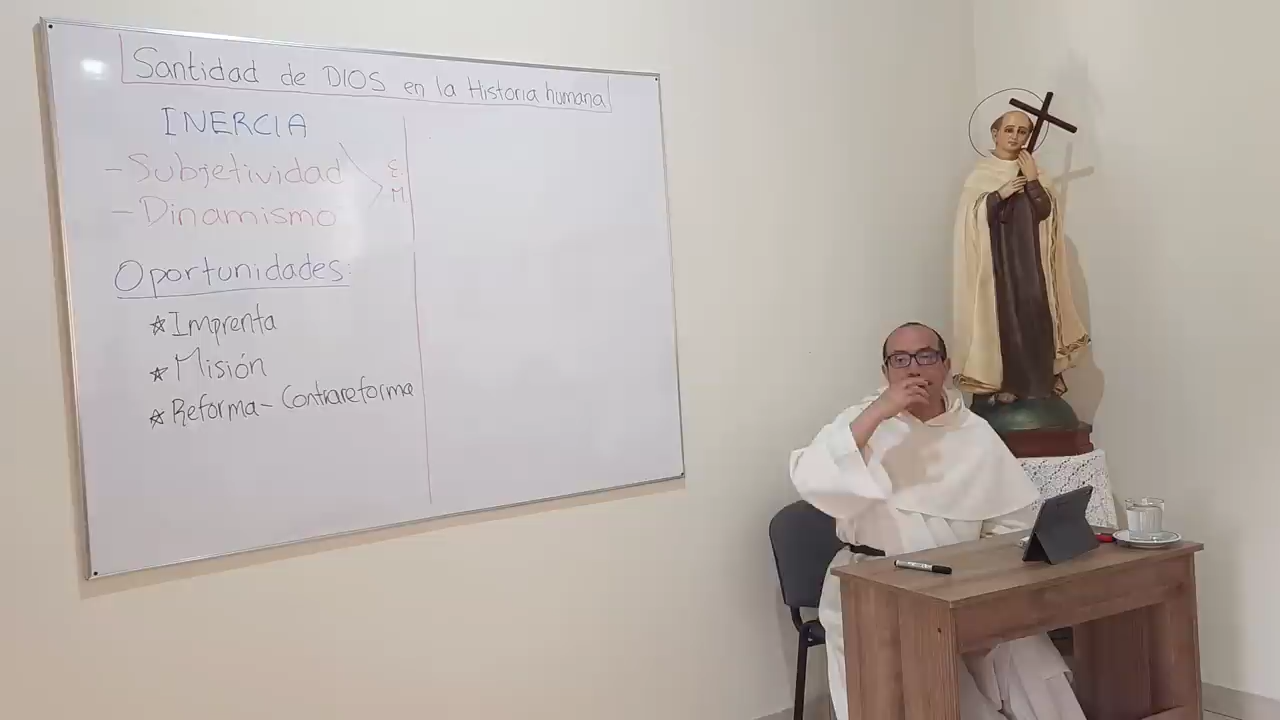 Santidad de DIOS en la Historia humana
INERCIA
- Subjetividad
- Dinamismo
E.
M.
Oportunidades:
☆ Imprenta
☆ Misión
☆ Reforma - Contrareforma